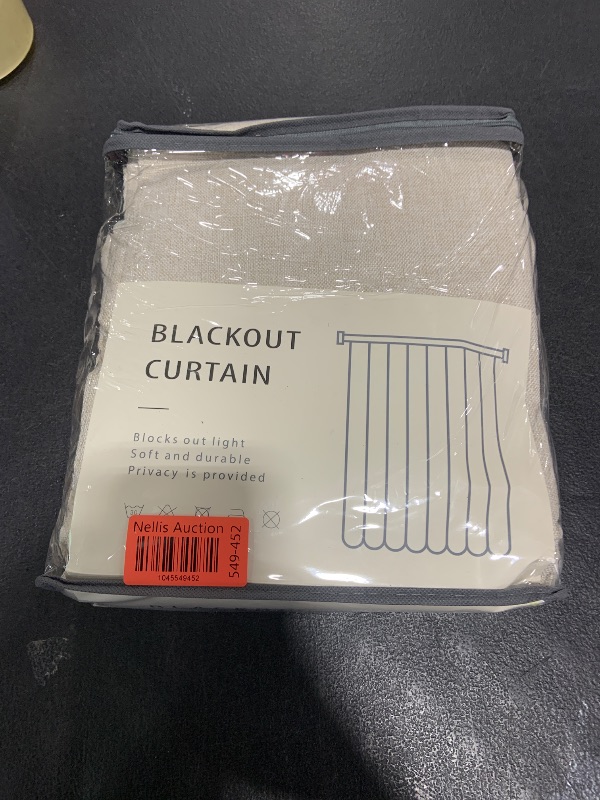 BLACKOUT
CURTAIN
Blocks out light
Soft and durable
Privacy is provided
Nellis Auction
549-452
1045549452